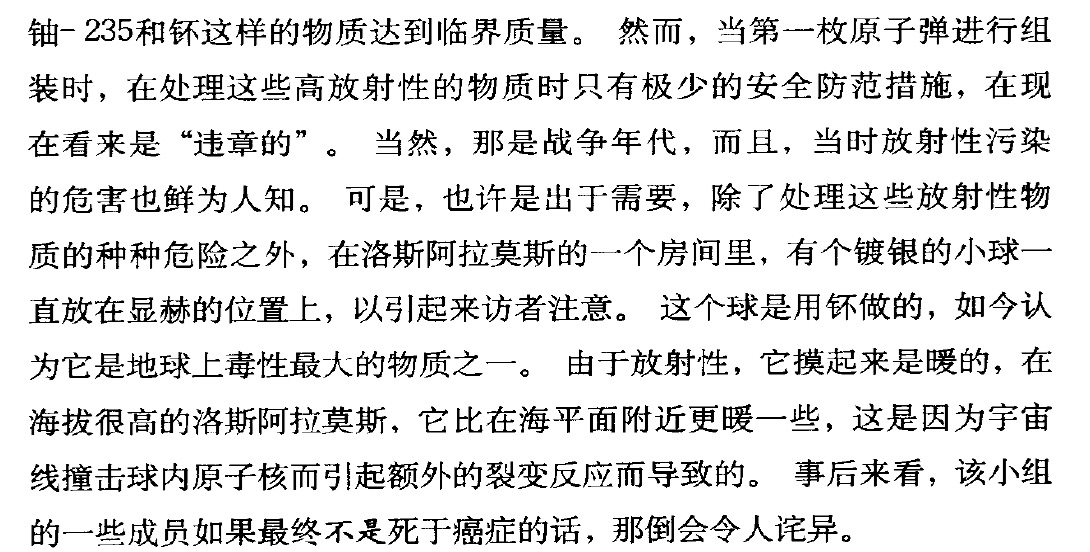 铀-235和钚这样的物质达到临界质量。 然而，当第一枚原子弹进行组
装时，在处理这些高放射性的物质时只有极少的安全防范措施，在现
在看来是“违章的”。 当然，那是战争年代，而且，当时放射性污染
的危害也鲜为人知。 可是，也许是出于需要，除了处理这些放射性物
质的种种危险之外，在洛斯阿拉莫斯的一个房间里，有个镀银的小球一
直放在显赫的位置上，以引起来访者注意。 这个球是用钚做的，如今认
为它是地球上毒性最大的物质之一。 由于放射性，它摸起来是暖的，在
海拔很高的洛斯阿拉莫斯，它比在海平面附近更暖一些，这是因为宇宙
线撞击球内原子核而引起额外的裂变反应而导致的。 事后来看，该小组
的一些成员如果最终不是死于癌症的话，那倒会令人诧异。